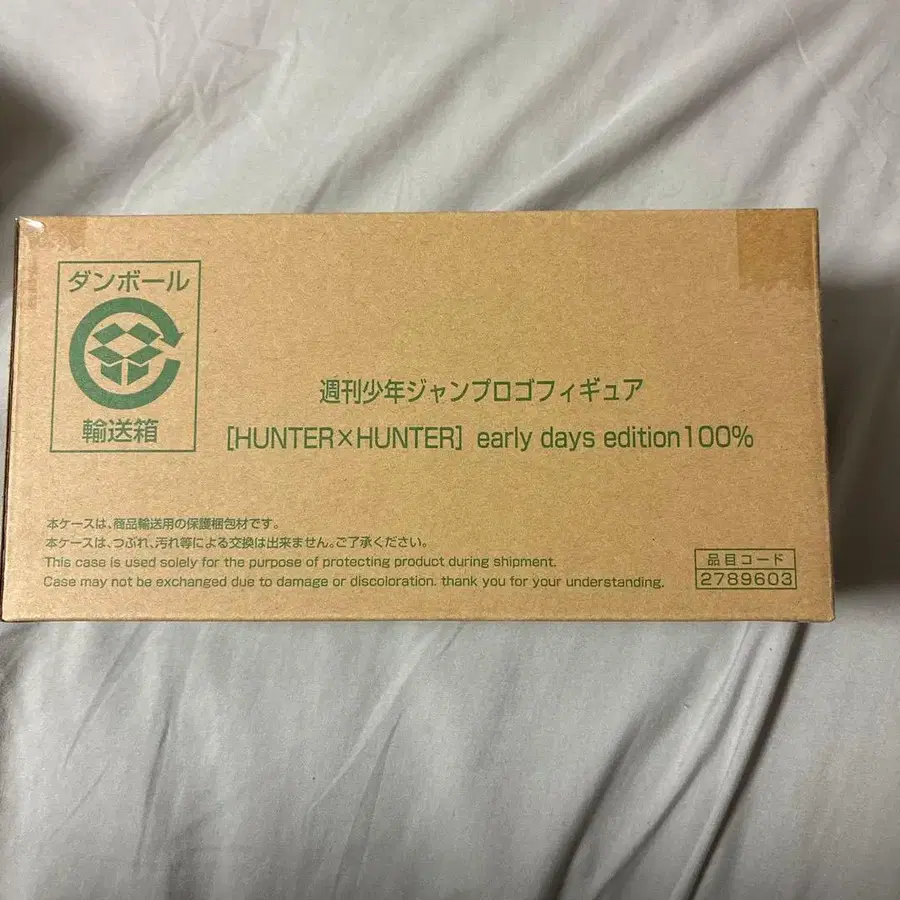 ダンボール
輸送箱
週刊少年ジャンプロゴフィギュア
[HUNTER×HUNTER] early days edition100%
本ケースは、商品輸送用の保護梱包材です。
本ケースは、つぶれ、汚れ等による交換は出来ません。ご了承ください。
This case is used solely for the purpose of protecting product during shipment.
Case may not be exchanged due to damage or discoloration. thank you for your understanding.
品目コード
2789603